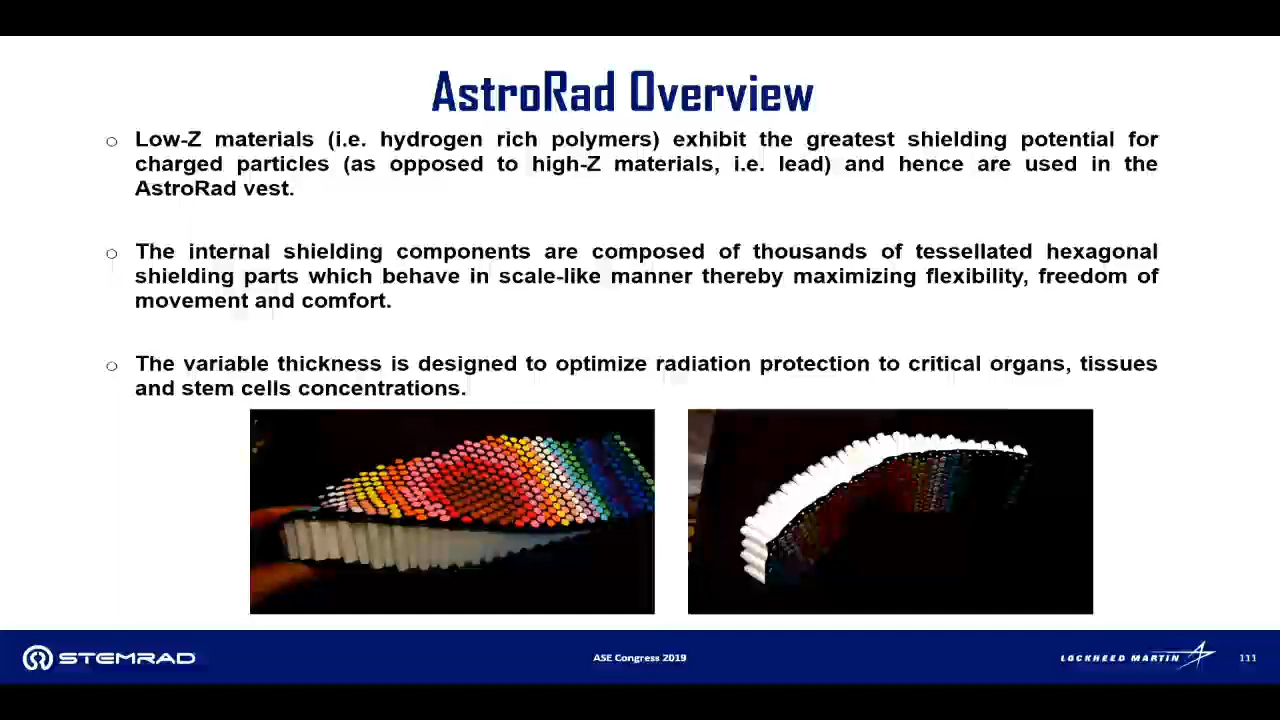 AstroRad Overview
○ Low-Z materials (i.e. hydrogen rich polymers) exhibit the greatest shielding potential for
charged particles (as opposed to high-Z materials, i.e. lead) and hence are used in the
AstroRad vest.
○ The internal shielding components are composed of thousands of tessellated hexagonal
shielding parts which behave in scale-like manner thereby maximizing flexibility, freedom of
movement and comfort.
○ The variable thickness is designed to optimize radiation protection to critical organs, tissues
and stem cells concentrations.
STEMRAD
ASE Congress 2019
LOCKHEED MARTIN
111